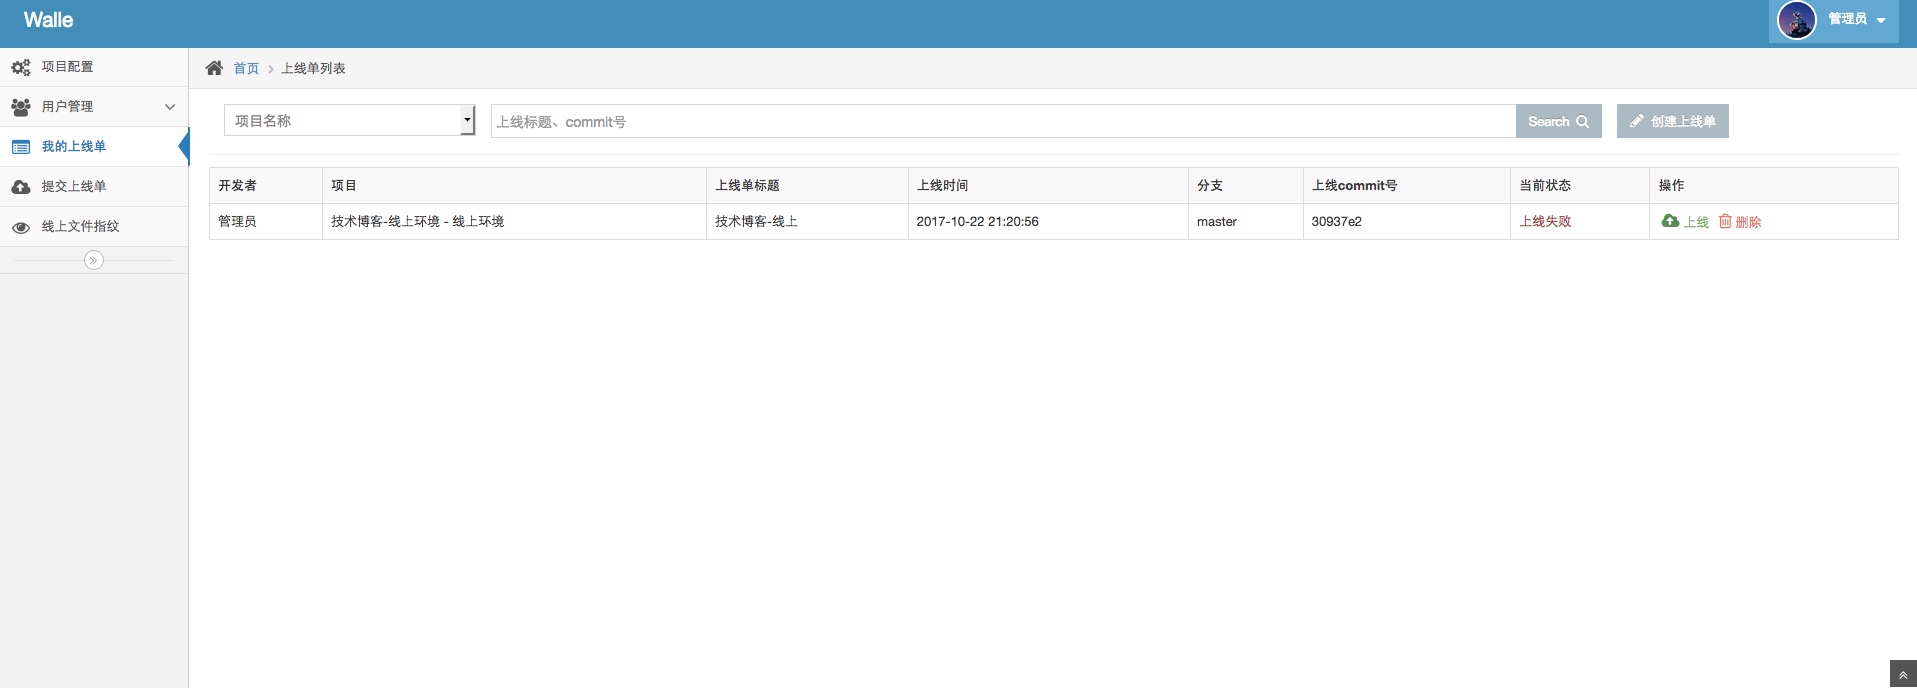 Walle
管理员
项目配置
用户管理
我的上线单
提交上线单
线上文件指纹
首页 上线单列表
项目名称 上线标题、commit号 Search 创建上线单
开发者 项目 上线单标题 上线时间 分支 上线commit号 当前状态 操作
管理员 技术博客-线上环境 - 线上环境 技术博客-线上 2017-10-22 21:20:56 master 30937e2 上线失败 上线 删除